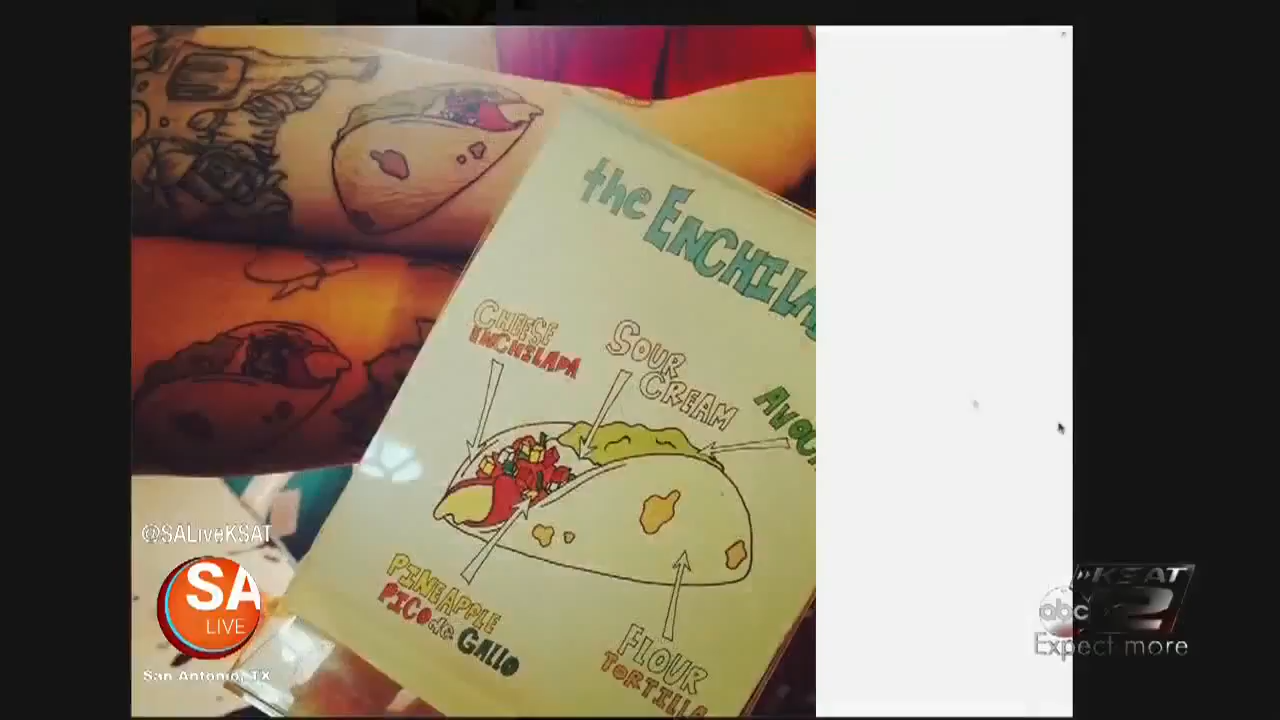 the ENCHILA
CHEESE
ENCHILADA
SOUR
CREAM
AVOC
PINEAPPLE
PICO de GALLO
FLOUR
TORTILLA
@SALiveKSAT
SA
LIVE
San Antonio, TX
KSAT
abc
12
Expect more